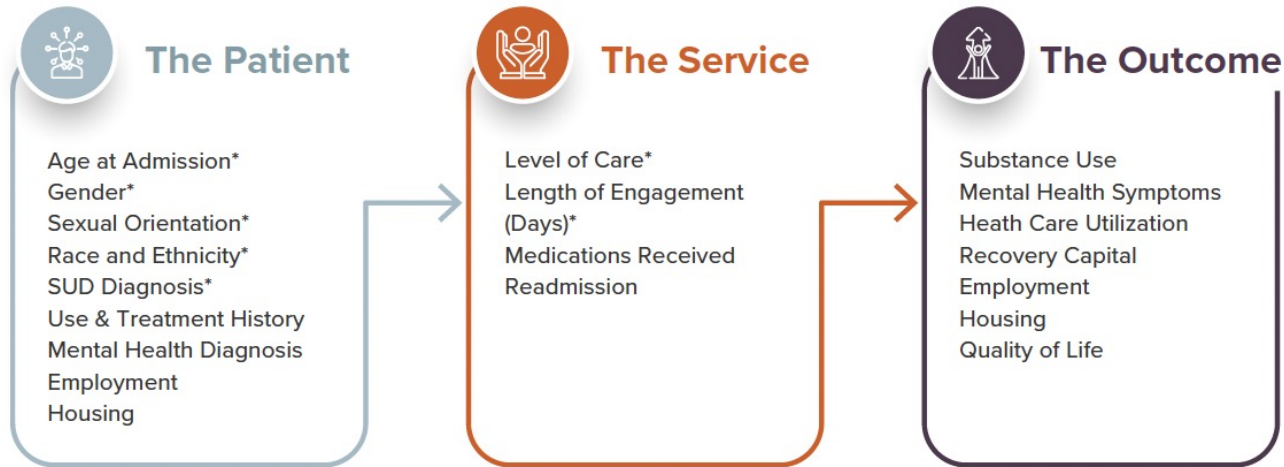 The Patient
Age at Admission*
Gender*
Sexual Orientation*
Race and Ethnicity*
SUD Diagnosis*
Use & Treatment History
Mental Health Diagnosis
Employment
Housing
The Service
Level of Care*
Length of Engagement
(Days)*
Medications Received
Readmission
The Outcome
Substance Use
Mental Health Symptoms
Heath Care Utilization
Recovery Capital
Employment
Housing
Quality of Life